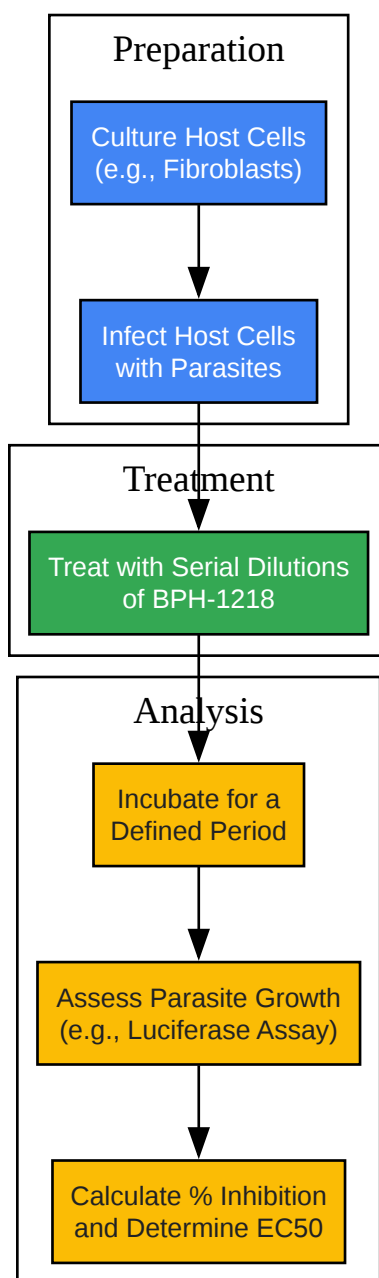 Preparation
Culture Host Cells
(e.g., Fibroblasts)
Infect Host Cells
with Parasites
Treatment
Treat with Serial Dilutions
of BPH-1218
Analysis
Incubate for a
Defined Period
Assess Parasite Growth
(e.g., Luciferase Assay)
Calculate % Inhibition
and Determine EC50